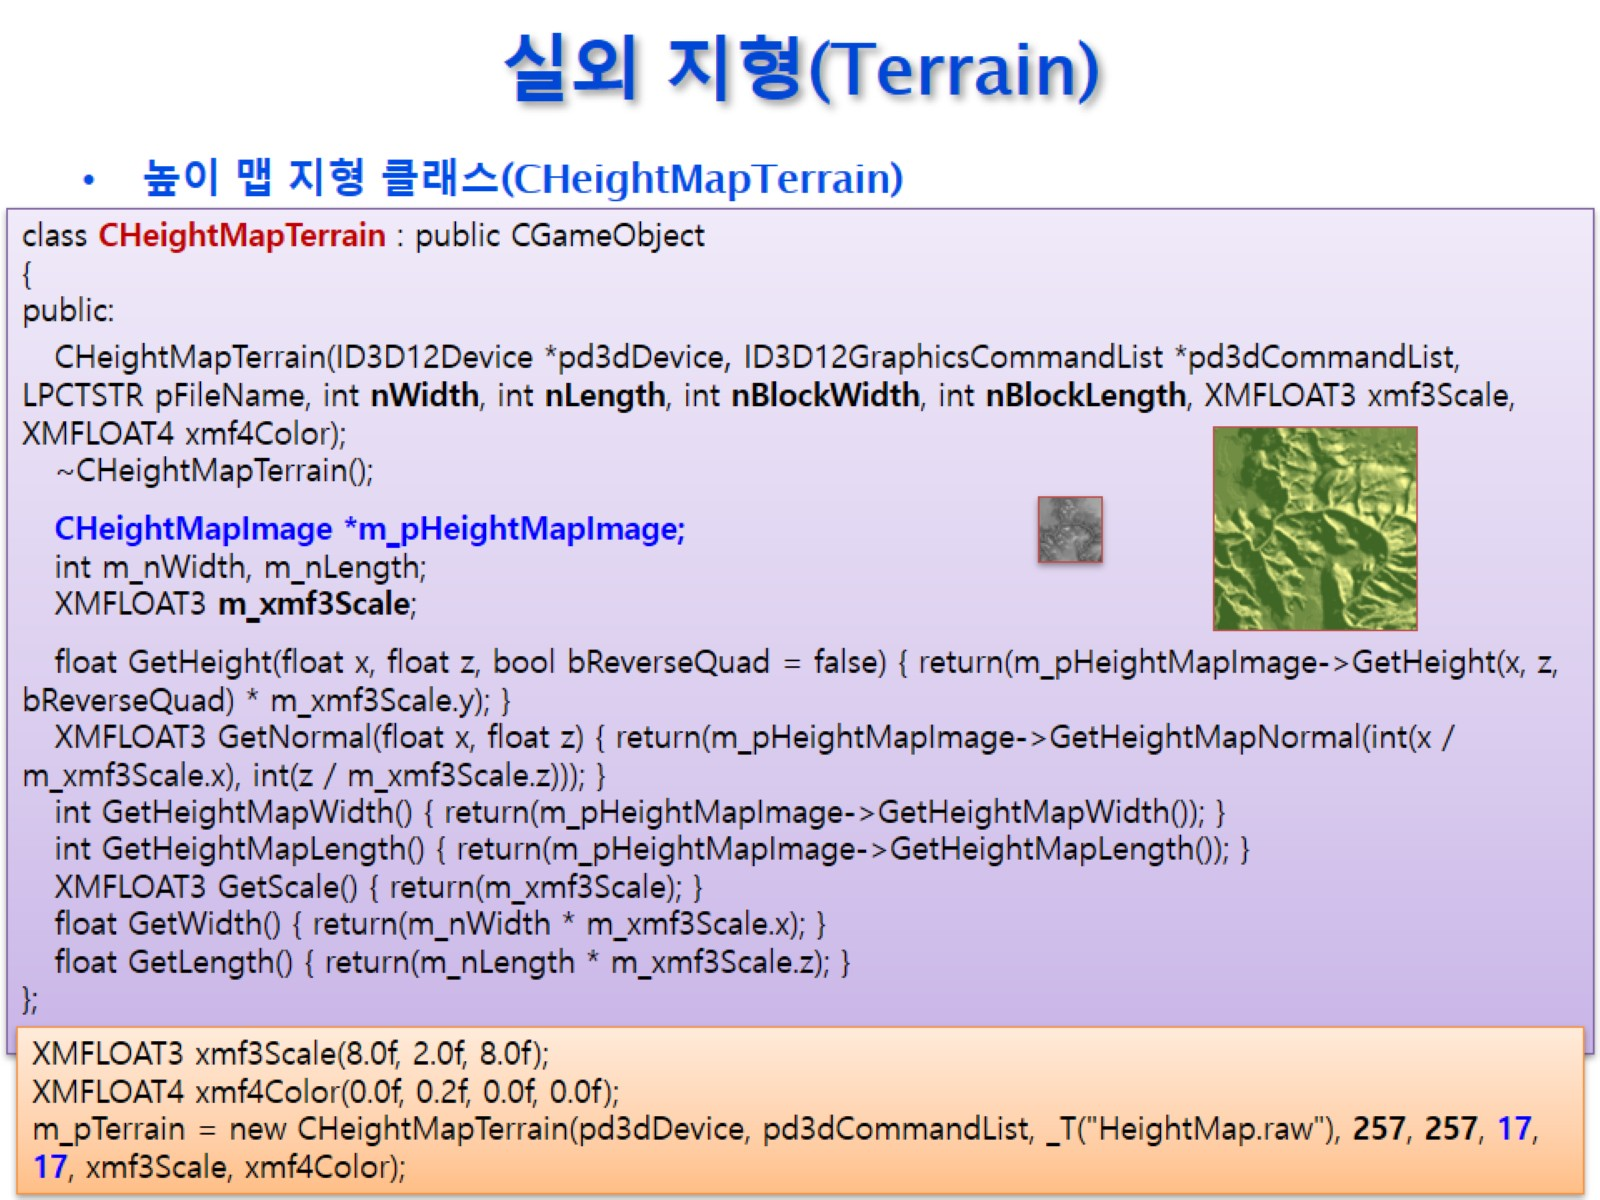 실외 지형(Terrain)
• 높이 맵 지형 클래스(CHeightMapTerrain)
class CHeightMapTerrain : public CGameObject
{
public:
CHeightMapTerrain(ID3D12Device *pd3dDevice, ID3D12GraphicsCommandList *pd3dCommandList,
LPCTSTR pFileName, int nWidth, int nLength, int nBlockWidth, int nBlockLength, XMFLOAT3 xmf3Scale,
XMFLOAT4 xmf4Color);
~CHeightMapTerrain();
CHeightMapImage *m_pHeightMapImage;
int m_nWidth, m_nLength;
XMFLOAT3 m_xmf3Scale;
float GetHeight(float x, float z, bool bReverseQuad = false) { return(m_pHeightMapImage->GetHeight(x, z,
bReverseQuad) * m_xmf3Scale.y); }
XMFLOAT3 GetNormal(float x, float z) { return(m_pHeightMapImage->GetHeightMapNormal(int(x /
m_xmf3Scale.x), int(z / m_xmf3Scale.z))); }
int GetHeightMapWidth() { return(m_pHeightMapImage->GetHeightMapWidth()); }
int GetHeightMapLength() { return(m_pHeightMapImage->GetHeightMapLength()); }
XMFLOAT3 GetScale() { return(m_xmf3Scale); }
float GetWidth() { return(m_nWidth * m_xmf3Scale.x); }
float GetLength() { return(m_nLength * m_xmf3Scale.z); }
};
XMFLOAT3 xmf3Scale(8.0f, 2.0f, 8.0f);
XMFLOAT4 xmf4Color(0.0f, 0.2f, 0.0f, 0.0f);
m_pTerrain = new CHeightMapTerrain(pd3dDevice, pd3dCommandList, _T("HeightMap.raw"), 257, 257, 17,
17, xmf3Scale, xmf4Color);